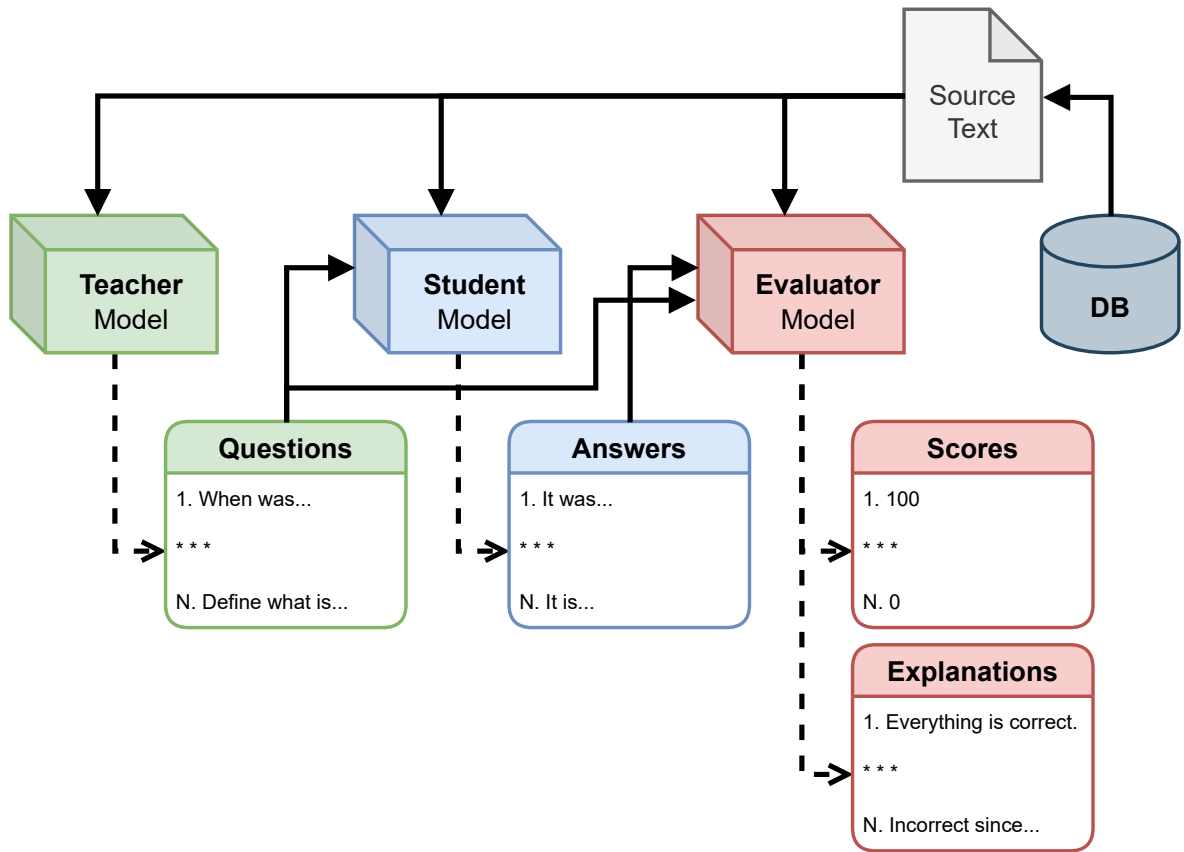 Source
Text
Teacher
Model
Student
Model
Evaluator
Model
DB
Questions
1. When was...
* * *
N. Define what is...
Answers
1. It was...
* * *
N. It is...
Scores
1. 100
* * *
N. 0
Explanations
1. Everything is correct.
* * *
N. Incorrect since...